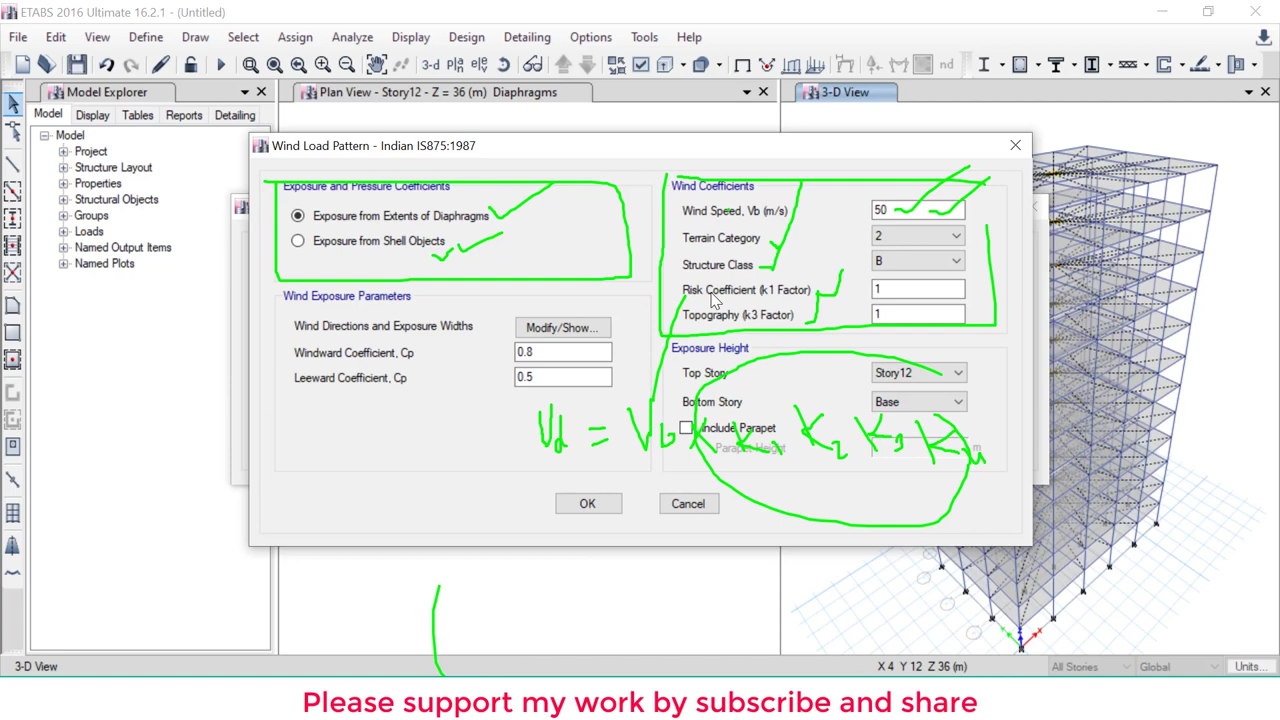 ETABS 2016 Ultimate 16.2.1 - (Untitled)
File Edit View Define Draw Select Assign Analyze Display Design Detailing Options Tools Help
3-d nd
Model Explorer
Plan View - Story12 - Z = 36 (m) Diaphragms
3-D View
Model Display Tables Reports Detailing
Model
Project
Structure Layout
Properties
Structural Objects
Groups
Loads
Named Output Items
Named Plots
Wind Load Pattern - Indian IS875:1987
Exposure and Pressure Coefficients
Exposure from Extents of Diaphragms
Exposure from Shell Objects
Wind Exposure Parameters
Wind Directions and Exposure Widths Modify/Show...
Windward Coefficient, Cp 0.8
Leeward Coefficient, Cp 0.5
Wind Coefficients
Wind Speed, Vb (m/s) 50
Terrain Category 2
Structure Class B
Risk Coefficient (k1 Factor) 1
Topography (k3 Factor) 1
Exposure Height
Top Story Story12
Bottom Story Base
Include Parapet
Parapet Height m
Vd = Vb x K1 K2 K3 K4
OK Cancel
3-D View
X 4 Y 12 Z 36 (m)
All Stories
Global
Units...
Please support my work by subscribe and share